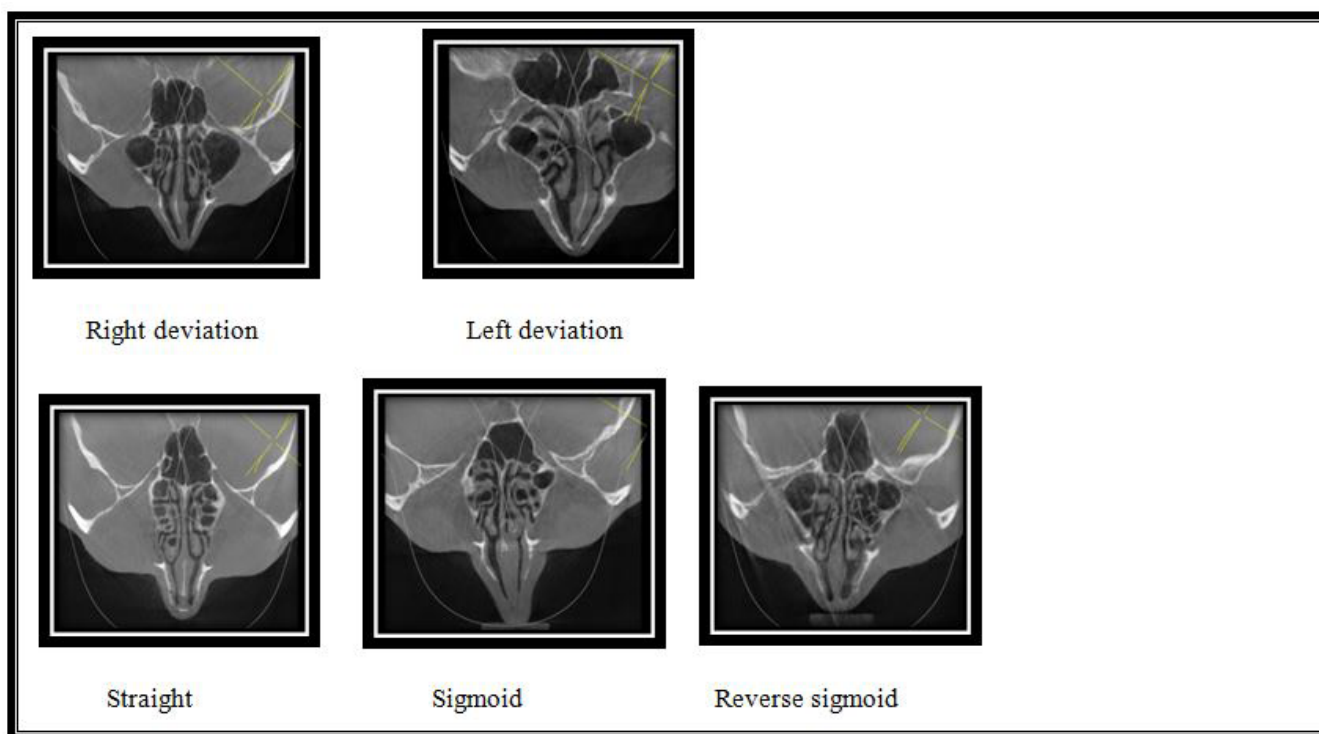 Right deviation
Left deviation
Straight
Sigmoid
Reverse sigmoid